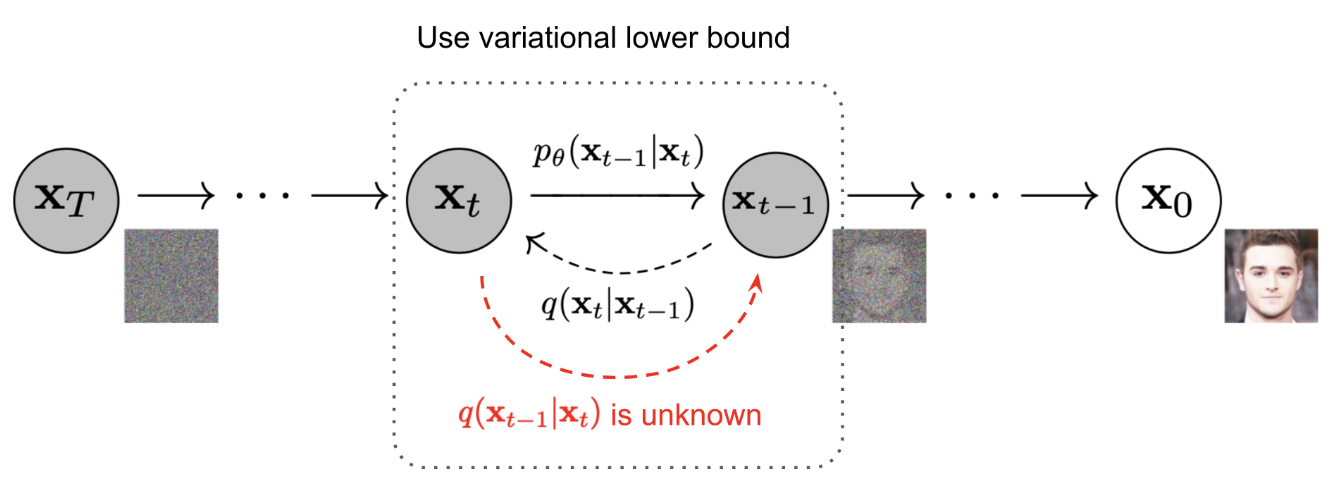 Use variational lower bound
p_θ(x_{t−1}|x_t)
x_T → ⋯ → x_t → x_{t−1} → ⋯ → x_0
q(x_t|x_{t−1})
q(x_{t−1}|x_t) is unknown